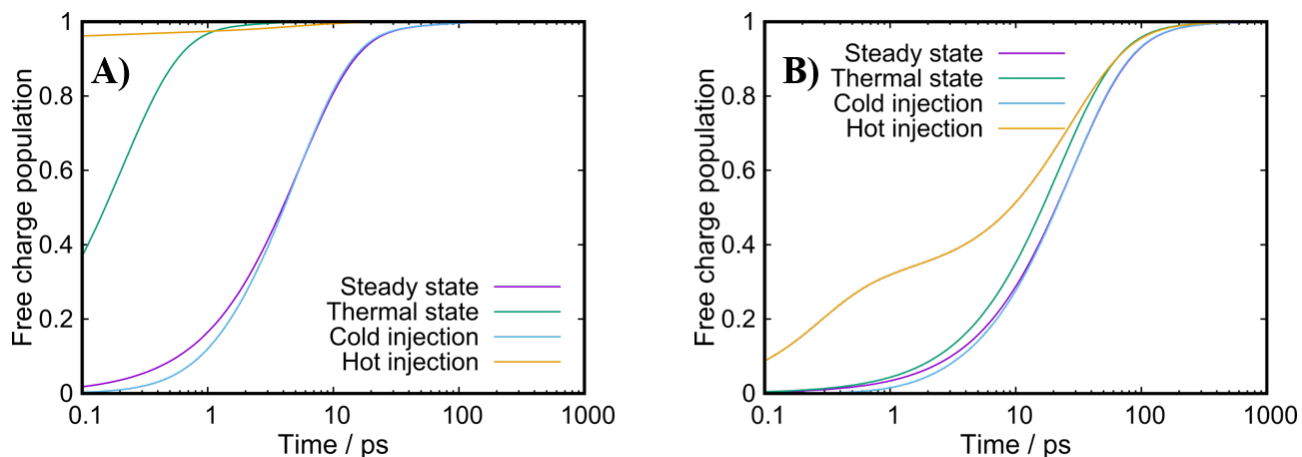 A)
Free charge population
1
0.8
0.6
0.4
0.2
0
Steady state
Thermal state
Cold injection
Hot injection
0.1
1
10
100
1000
Time / ps
B)
Free charge population
1
0.8
0.6
0.4
0.2
0
Steady state
Thermal state
Cold injection
Hot injection
0.1
1
10
100
1000
Time / ps